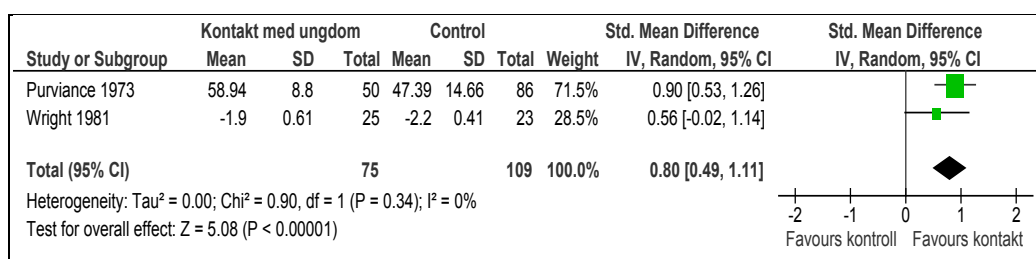 Kontakt med ungdom Control Std. Mean Difference Std. Mean Difference
Study or Subgroup Mean SD Total Mean SD Total Weight IV, Random, 95% CI IV, Random, 95% CI
Purviance 1973 58.94 8.8 50 47.39 14.66 86 71.5% 0.90 [0.53, 1.26]
Wright 1981 -1.9 0.61 25 -2.2 0.41 23 28.5% 0.56 [-0.02, 1.14]
Total (95% CI) 75 109 100.0% 0.80 [0.49, 1.11]
Heterogeneity: Tau² = 0.00; Chi² = 0.90, df = 1 (P = 0.34); I² = 0%
Test for overall effect: Z = 5.08 (P < 0.00001)
-2 -1 0 1 2
Favours kontroll Favours kontakt